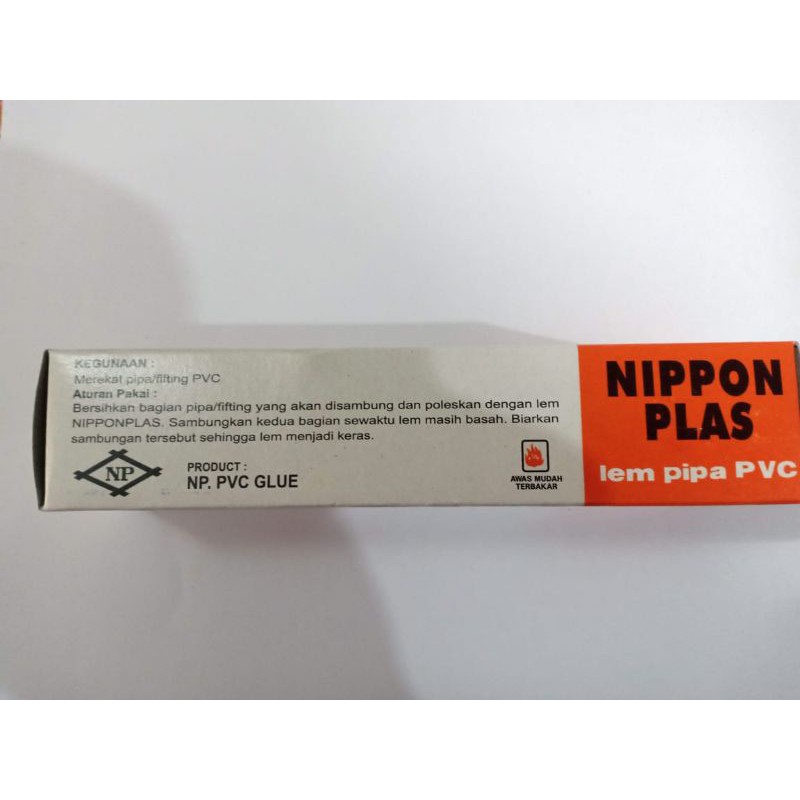 KEGUNAAN :
Merekat pipa/fifting PVC
Aturan Pakai :
Bersihkan bagian pipa/fifting yang akan disambung dan poleskan dengan lem
NIPPONPLAS. Sambungkan kedua bagian sewaktu lem masih basah. Biarkan
sambungan tersebut sehingga lem menjadi keras.
NP
PRODUCT :
NP. PVC GLUE
AWAS MUDAH
TERBAKAR
NIPPON
PLAS
lem pipa PVC